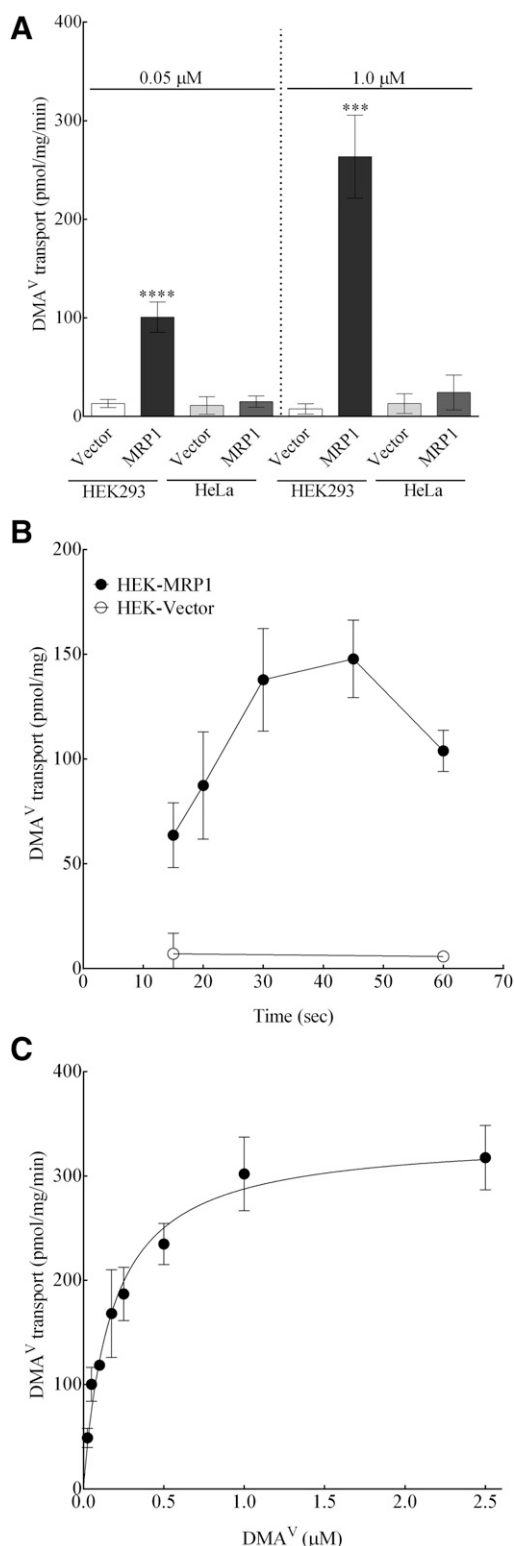 A
400
300
200
100
0
DMAV transport (pmol/mg/min)
0.05 µM
1.0 µM
****
***
Vector MRP1 Vector MRP1 Vector MRP1 Vector MRP1
HEK293 HeLa HEK293 HeLa
B
200
150
100
50
0
DMAV transport (pmol/mg)
HEK-MRP1
HEK-Vector
0 10 20 30 40 50 60 70
Time (sec)
C
400
300
200
100
0
DMAV transport (pmol/mg/min)
0.0 0.5 1.0 1.5 2.0 2.5
DMAV (µM)